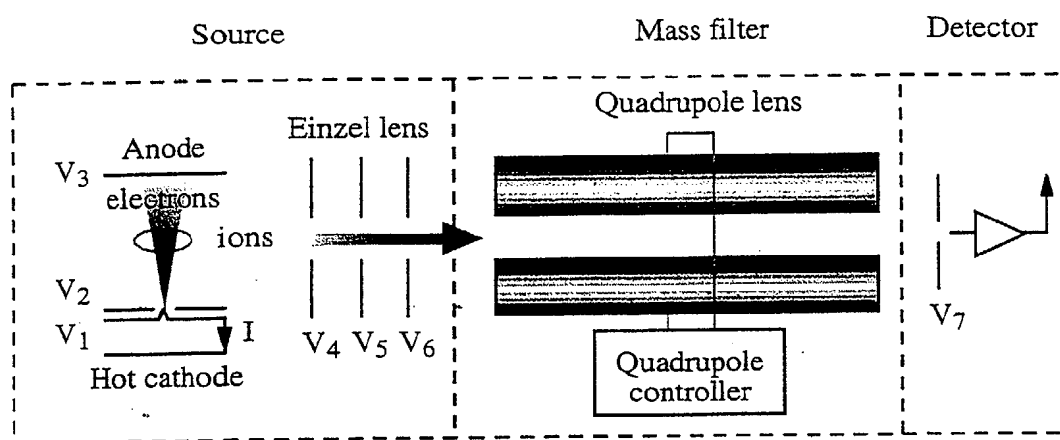 Source
Mass filter
Detector
Quadrupole lens
Einzel lens
Anode
V3
electrons
ions
V2
V1
I
Hot cathode
V4 V5 V6
Quadrupole
controller
V7